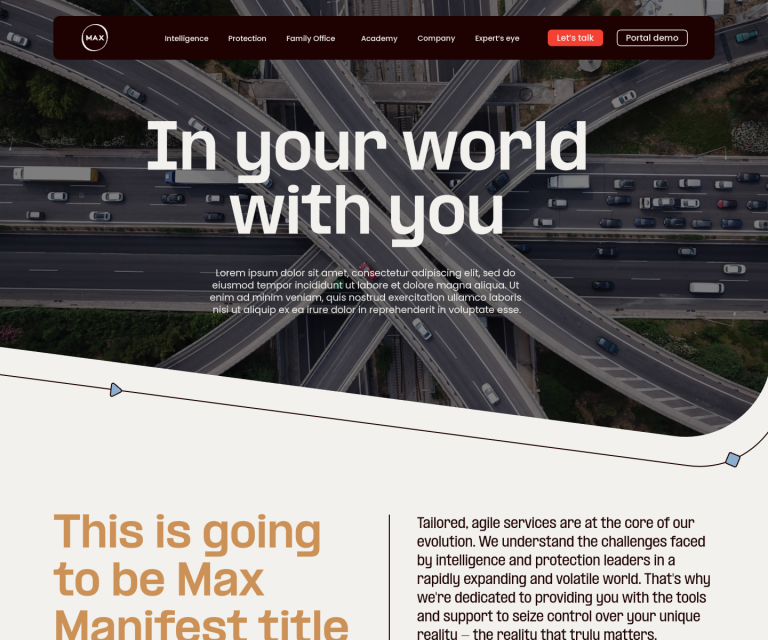 MAX
Intelligence Protection Family Office Academy Company Expert's eye Let's talk Portal demo
In your world
with you
Lorem ipsum dolor sit amet, consectetur adipiscing elit, sed do
eiusmod tempor incididunt ut labore et dolore magna aliqua. Ut
enim ad minim veniam, quis nostrud exercitation ullamco laboris
nisi ut aliquip ex ea irure dolor in reprehenderit in voluptate esse.
This is going
to be Max
Manifest title
Tailored, agile services are at the core of our
evolution. We understand the challenges faced
by intelligence and protection leaders in a
rapidly expanding and volatile world. That's why
we're dedicated to providing you with the tools
and support to seize control over your unique
reality – the reality that truly matters.